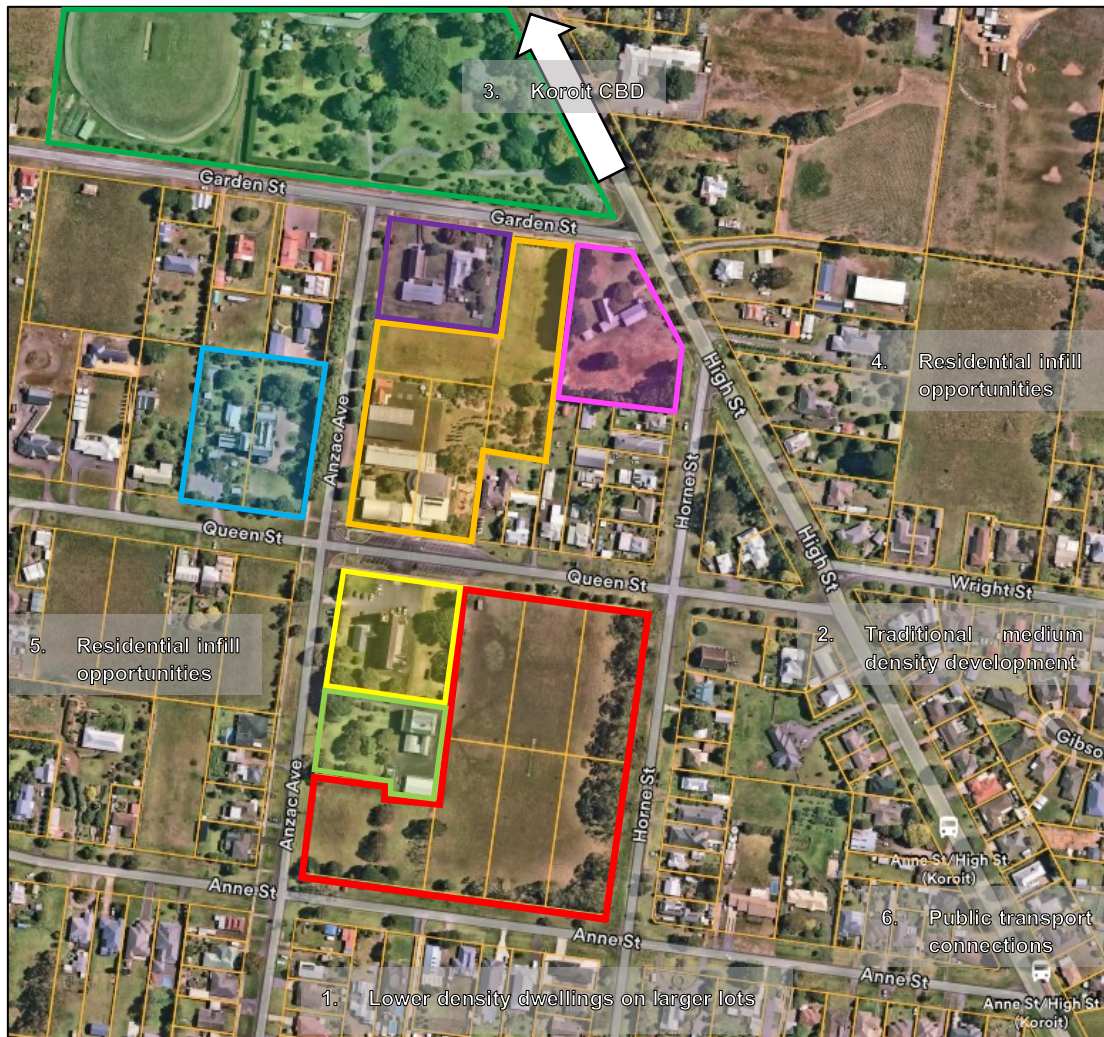 3. Koroit CBD
Garden St
Garden St
High St
4. Residential infill
opportunities
Anzac Ave
Horne St
Queen St
High St
Queen St
Wright St
5. Residential infill
opportunities
2. Traditional medium
density development
Gibso
Anzac Ave
Horne St
Anne St/High St
(Koroit)
Anne St
6. Public transport
connections
Anne St
Anne St
1. Lower density dwellings on larger lots
Anne St/High St
(Koroit)